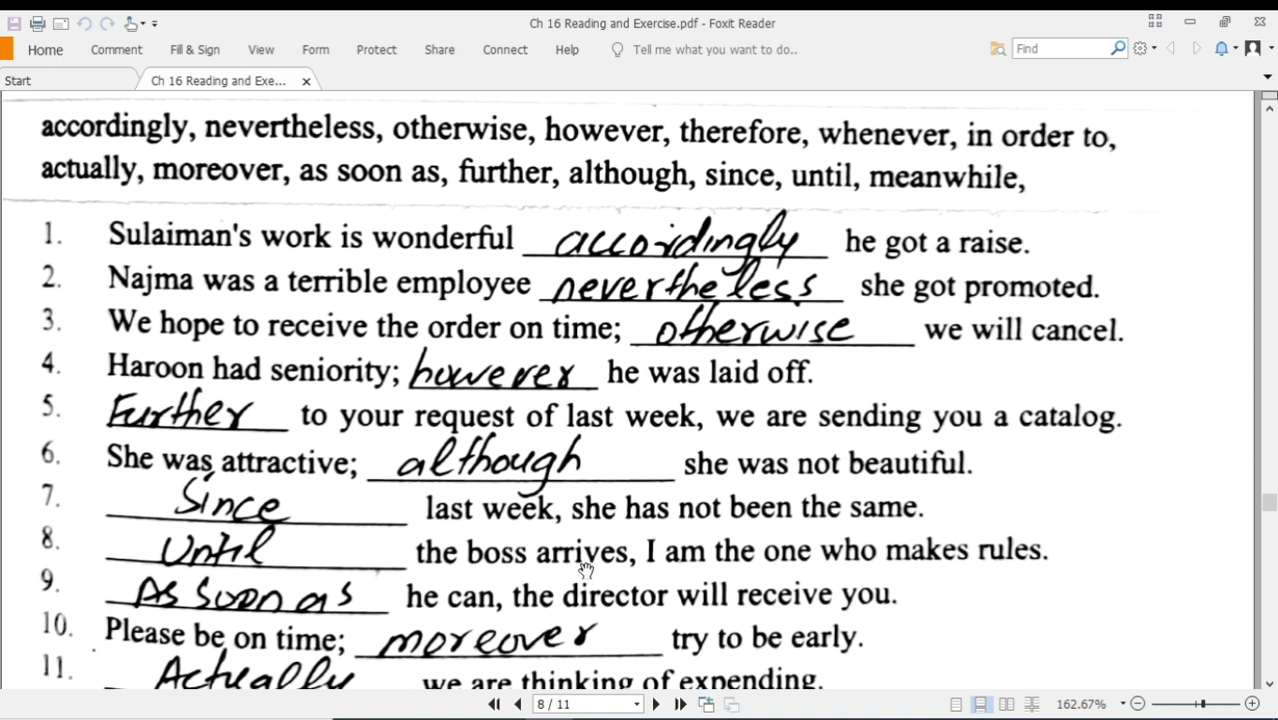 Ch 16 Reading and Exercise.pdf - Foxit Reader
Home Comment Fill & Sign View Form Protect Share Connect Help Tell me what you want to do.. Find
Start Ch 16 Reading and Exe...
accordingly, nevertheless, otherwise, however, therefore, whenever, in order to,
actually, moreover, as soon as, further, although, since, until, meanwhile,
1. Sulaiman's work is wonderful accordingly he got a raise.
2. Najma was a terrible employee nevertheless she got promoted.
3. We hope to receive the order on time; otherwise we will cancel.
4. Haroon had seniority; however he was laid off.
5. Further to your request of last week, we are sending you a catalog.
6. She was attractive; although she was not beautiful.
7. Since last week, she has not been the same.
8. Until the boss arrives, I am the one who makes rules.
9. As soon as he can, the director will receive you.
10. Please be on time; moreover try to be early.
11. Actually we are thinking of expending.
8 / 11 162.67%